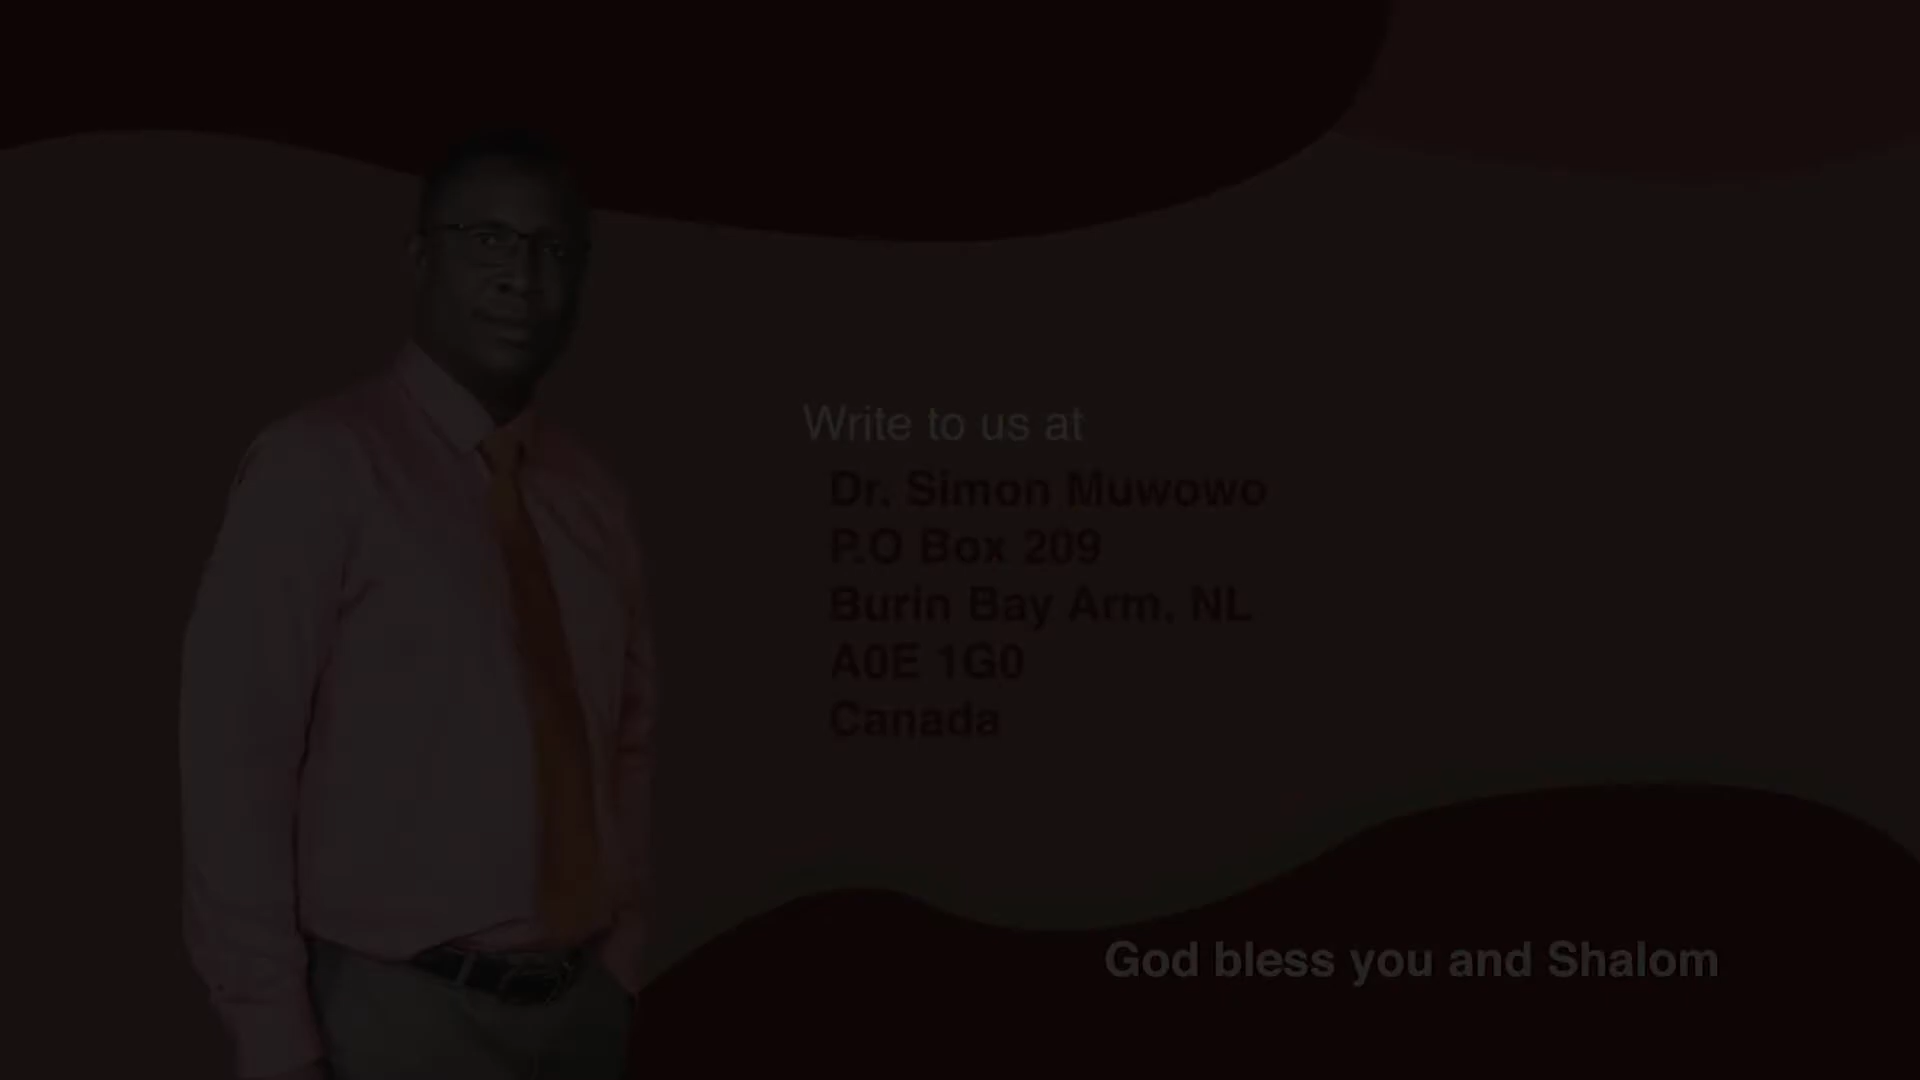 Write to us at
Dr. Simon Muwowo
P.O Box 209
Burin Bay Arm, NL
A0E 1G0
Canada
God bless you and Shalom